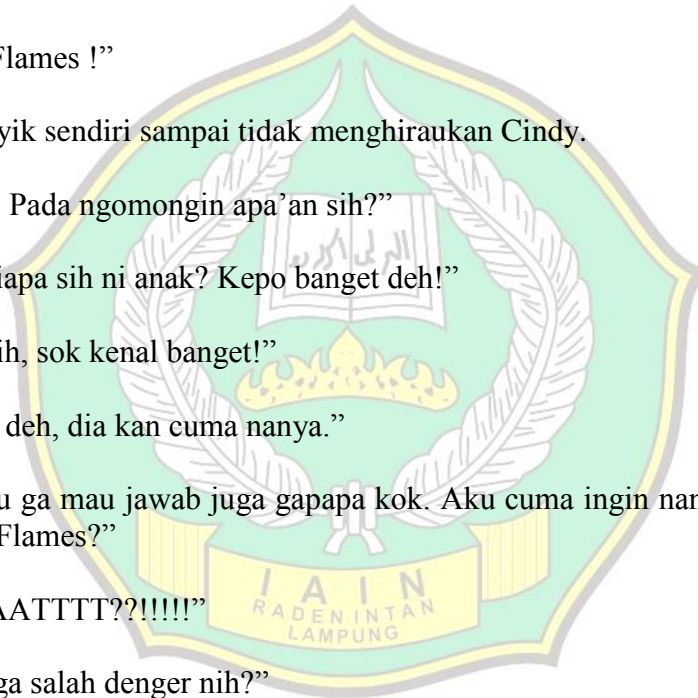 Flames !”
yik sendiri sampai tidak menghiraukan Cindy.
Pada ngomongin apa’an sih?”
iapa sih ni anak? Kepo banget deh!”
ih, sok kenal banget!”
deh, dia kan cuma nanya.”
u ga mau jawab juga gapapa kok. Aku cuma ingin nan
Flames?”
AATTTT??!!!!!”
ga salah denger nih?”
I A I N
RADEN INTAN
LAMPUNG